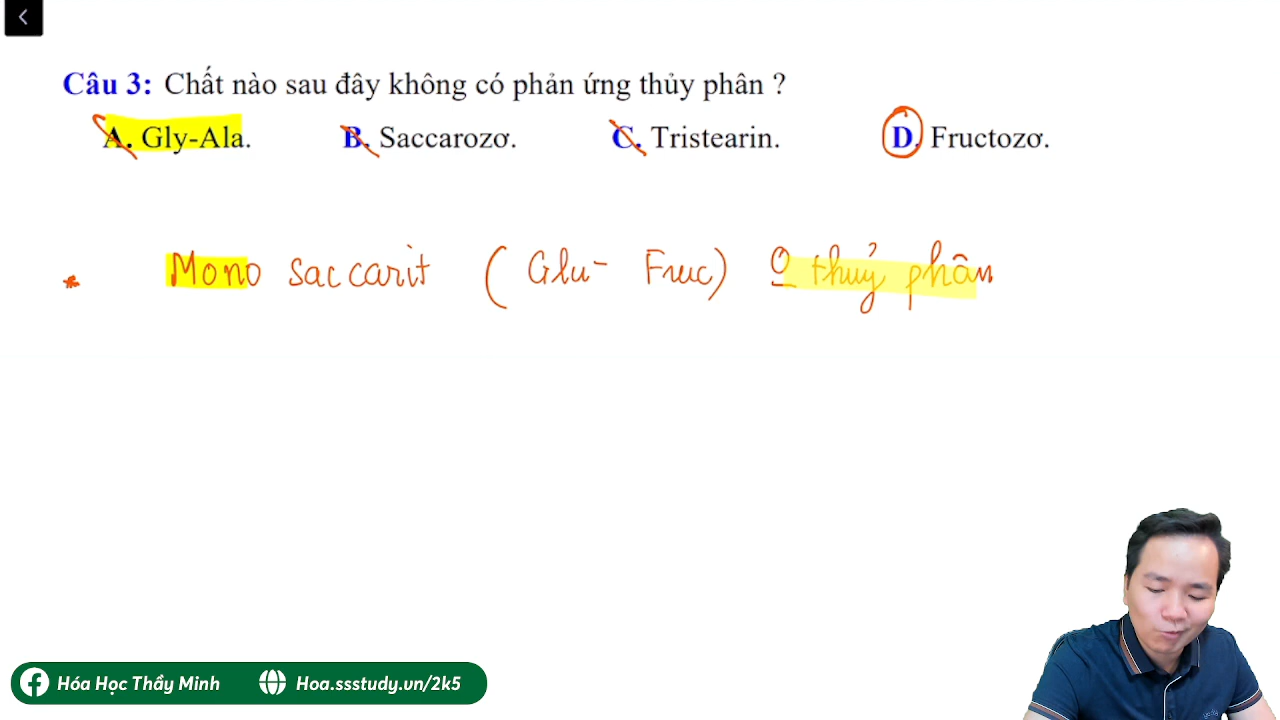 Câu 3: Chất nào sau đây không có phản ứng thủy phân ?
A. Gly-Ala. B. Saccarozơ. C. Tristearin. D. Fructozơ.
* Mono saccarit ( Glu - Fruc) 0 thuỷ phân
Hóa Học Thầy Minh Hoa.ssstudy.vn/2k5